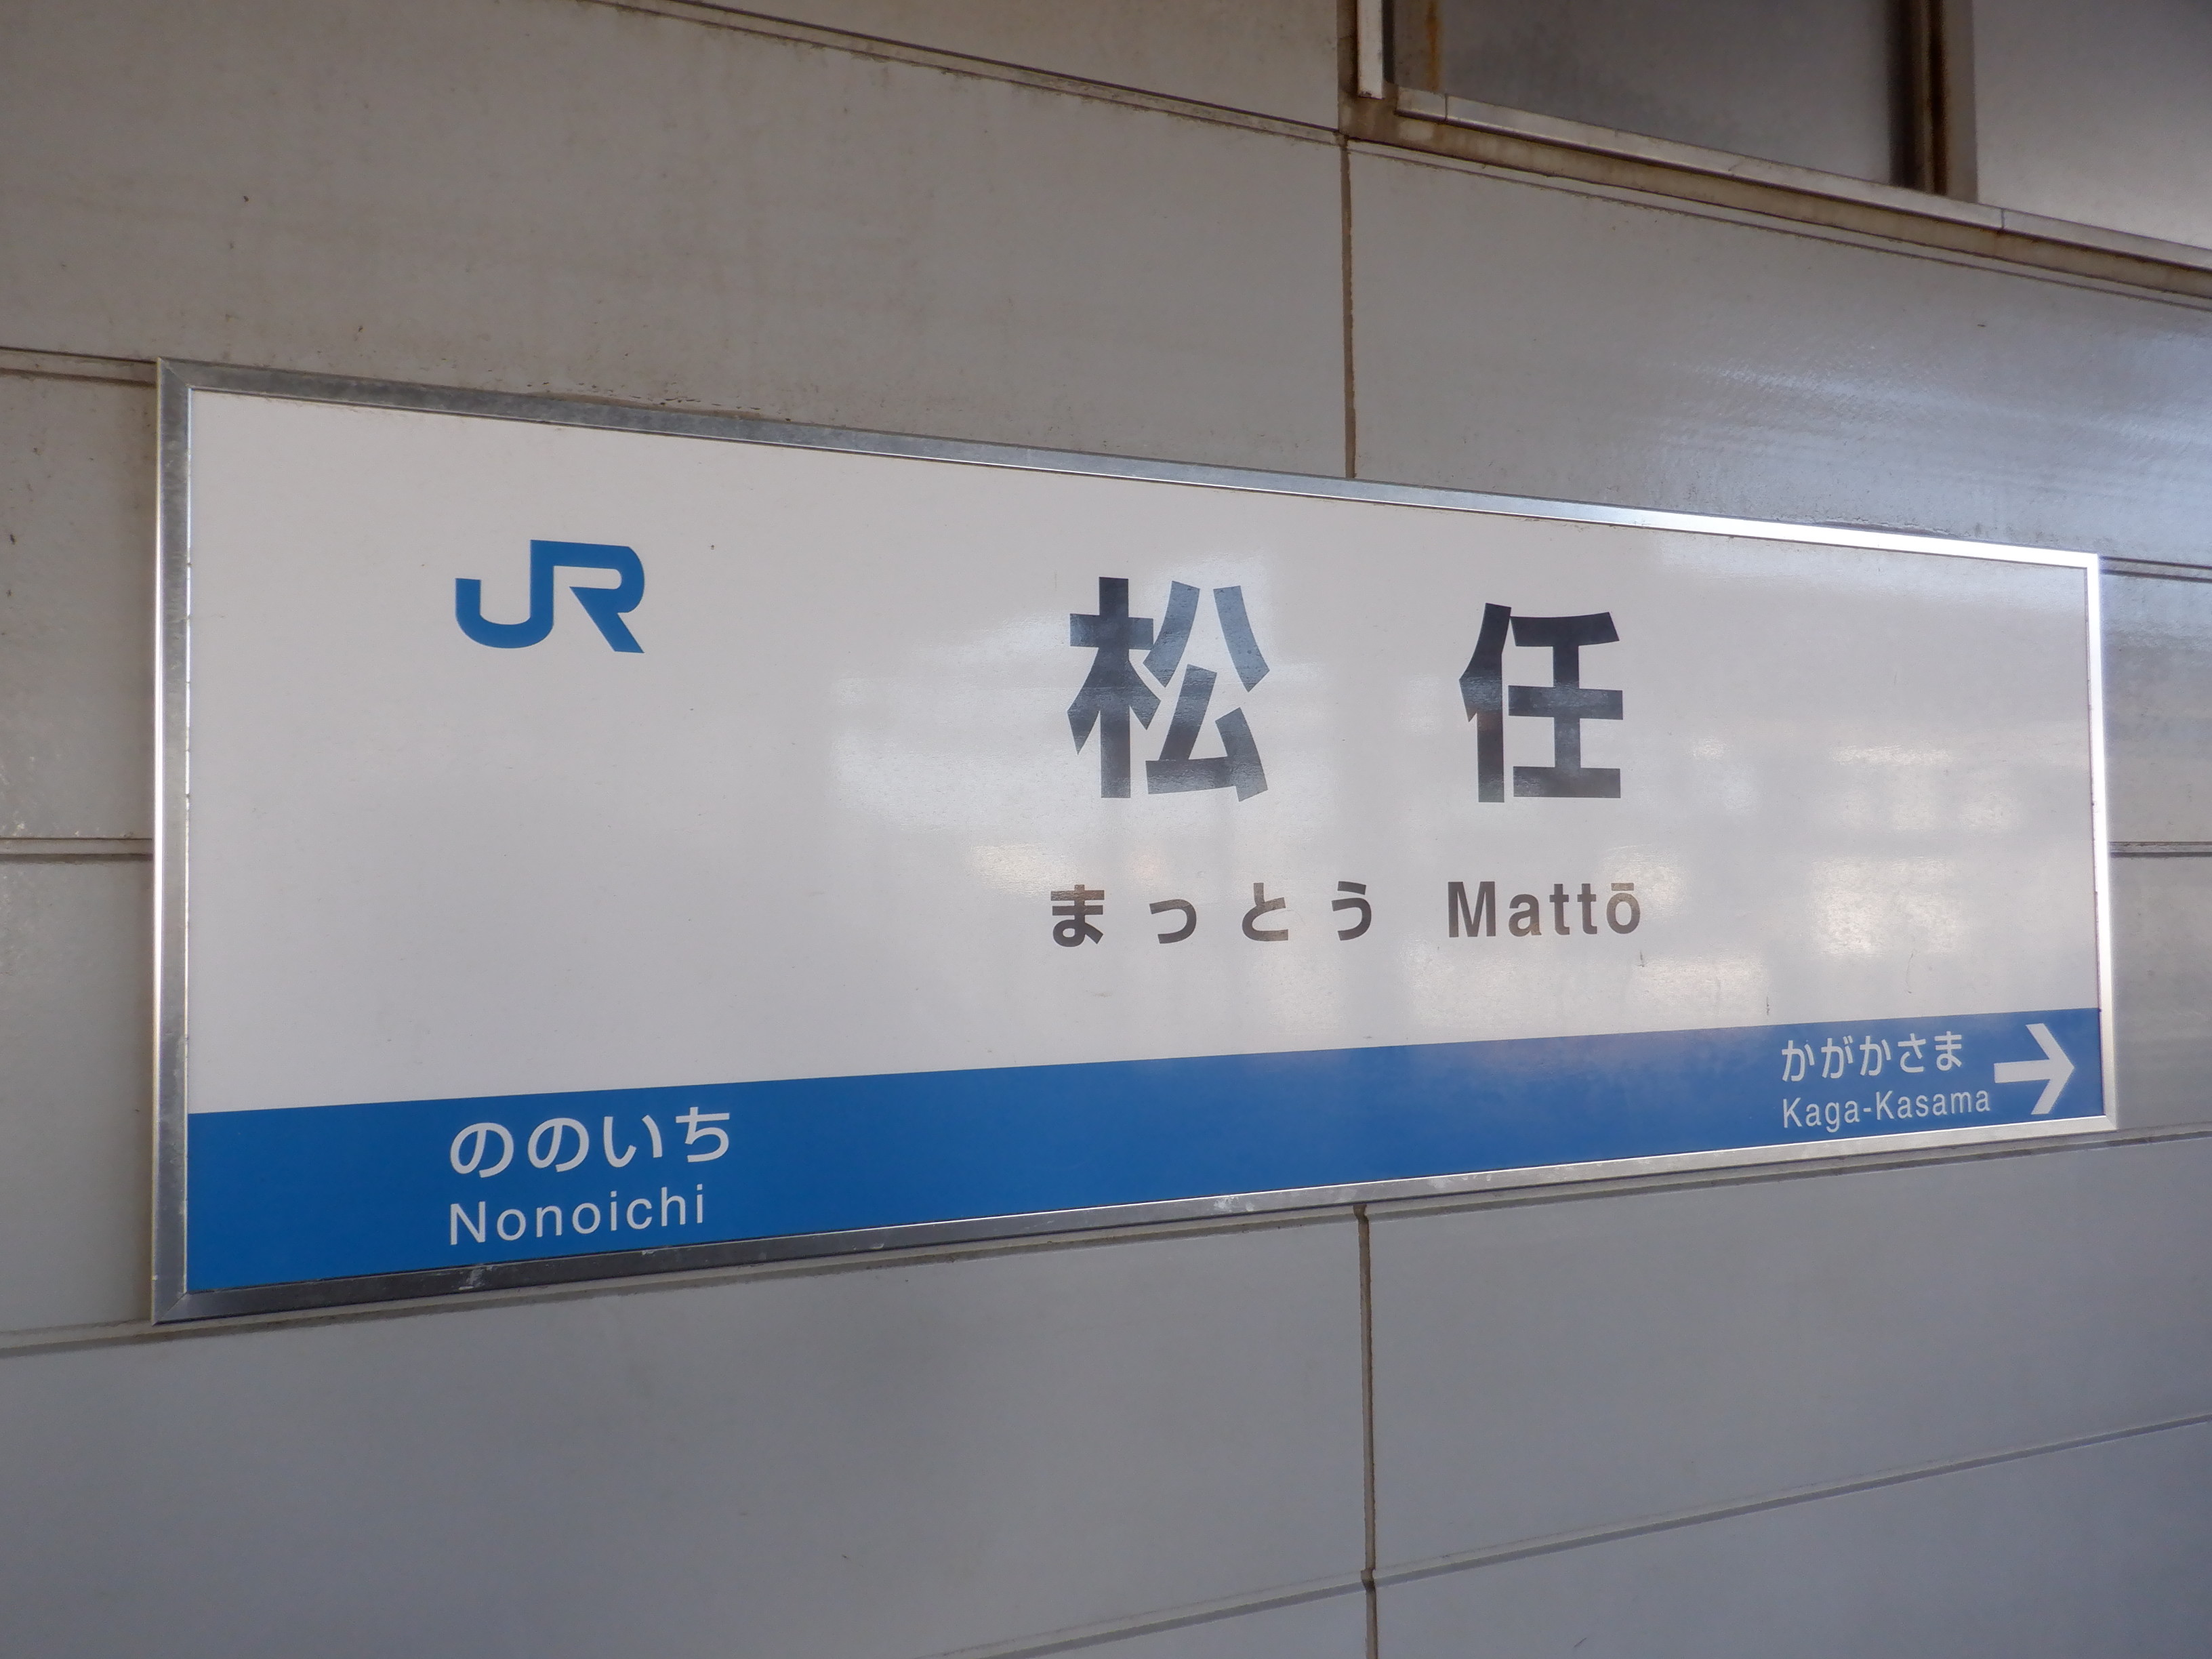 JR
松任
まっとう Mattō
ののいち
Nonoichi
かがかさま →
Kaga-Kasama